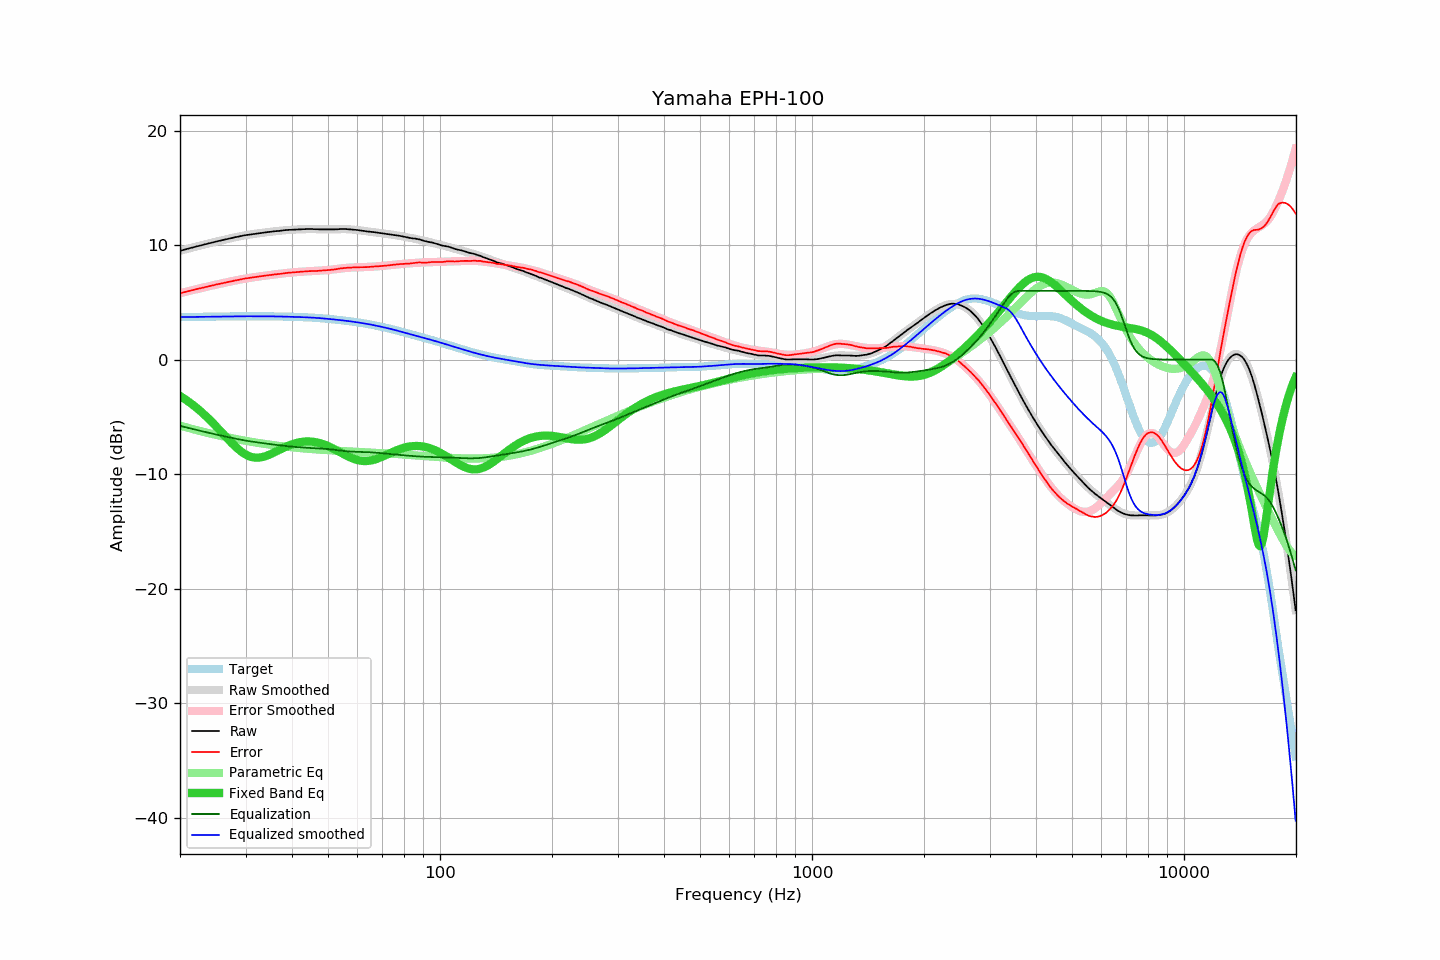 Yamaha EPH-100
20
10
0
−10
−20
−30
−40
Amplitude (dBr)
Target
Raw Smoothed
Error Smoothed
Raw
Error
Parametric Eq
Fixed Band Eq
Equalization
Equalized smoothed
100
1000
10000
Frequency (Hz)